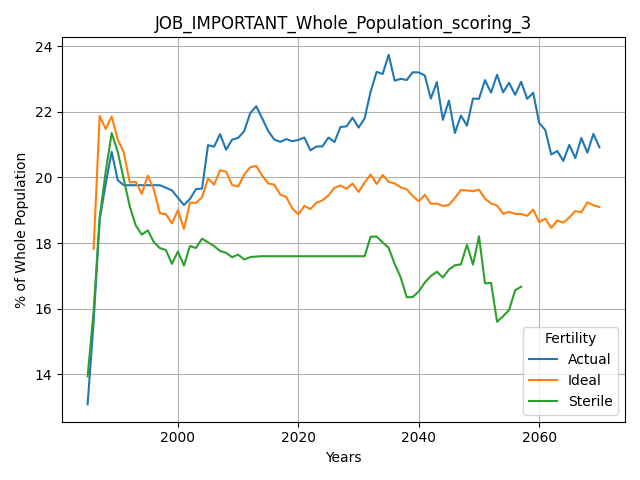 JOB_IMPORTANT_Whole_Population_scoring_3
% of Whole Population
24
22
20
18
16
14
2000 2020 2040 2060
Years
Fertility
Actual
Ideal
Sterile